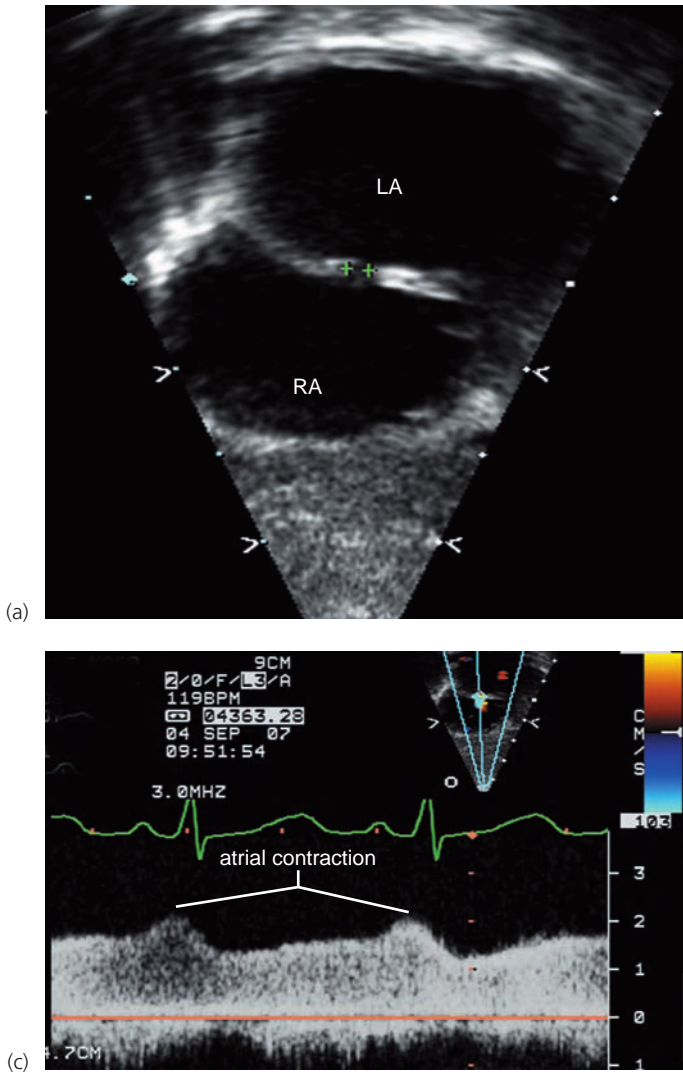 LA
RA
(a)
9CM
2/0/F/L3/A
119BPM
04363.28
04 SEP 07
09:51:54
3.0MHZ
C
M
/
S
103
atrial contraction
3
2
1
0
1
4.7CM
(c)